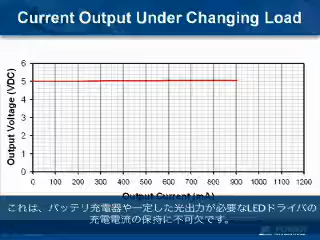 Current Output Under Changing Load
Output Voltage (VDC)
6
5
4
3
2
1
0
0 100 200 300 400 500 600 700 800 900 1000 1100 1200
Output Current (mA)
これは、バッテリ充電器や一定した光出力が必要なLEDドライバの
充電電流の保持に不可欠です。